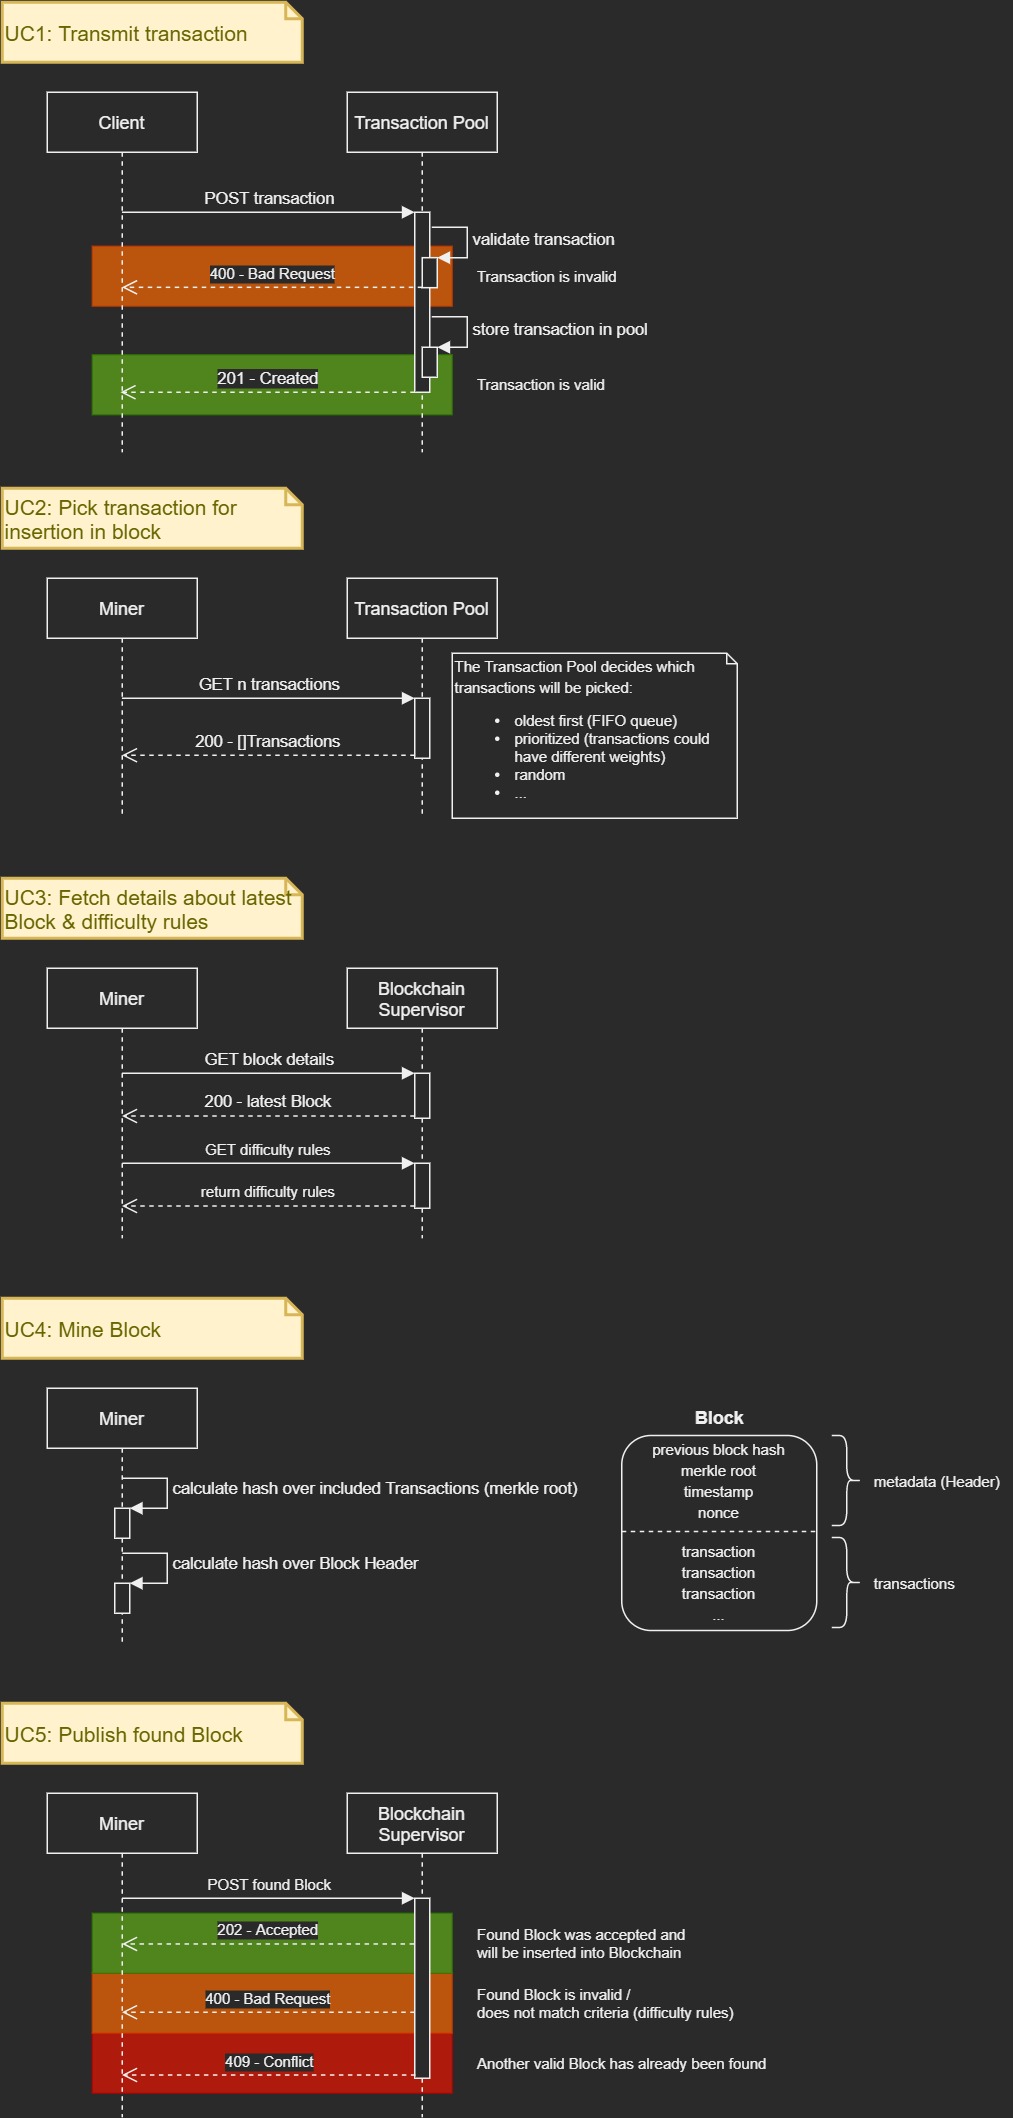 UC1: Transmit transaction
Client
Transaction Pool
POST transaction
validate transaction
400 - Bad Request
Transaction is invalid
store transaction in pool
201 - Created
Transaction is valid
UC2: Pick transaction for
insertion in block
Miner
Transaction Pool
GET n transactions
200 - []Transactions
The Transaction Pool decides which
transactions will be picked:
• oldest first (FIFO queue)
• prioritized (transactions could
have different weights)
• random
• ...
UC3: Fetch details about latest
Block & difficulty rules
Miner
Blockchain
Supervisor
GET block details
200 - latest Block
GET difficulty rules
return difficulty rules
UC4: Mine Block
Miner
calculate hash over included Transactions (merkle root)
calculate hash over Block Header
Block
previous block hash
merkle root
timestamp
nonce
metadata (Header)
transaction
transaction
transaction
...
transactions
UC5: Publish found Block
Miner
Blockchain
Supervisor
POST found Block
202 - Accepted
Found Block was accepted and
will be inserted into Blockchain
400 - Bad Request
Found Block is invalid /
does not match criteria (difficulty rules)
409 - Conflict
Another valid Block has already been found